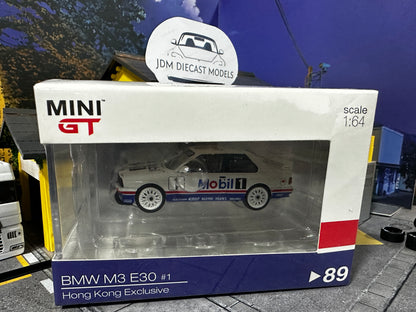 JDM DIECAST MODELS
MINI
GT
scale
1:64
Mobil 1
BMW M3 E30 #1
Hong Kong Exclusive
►89